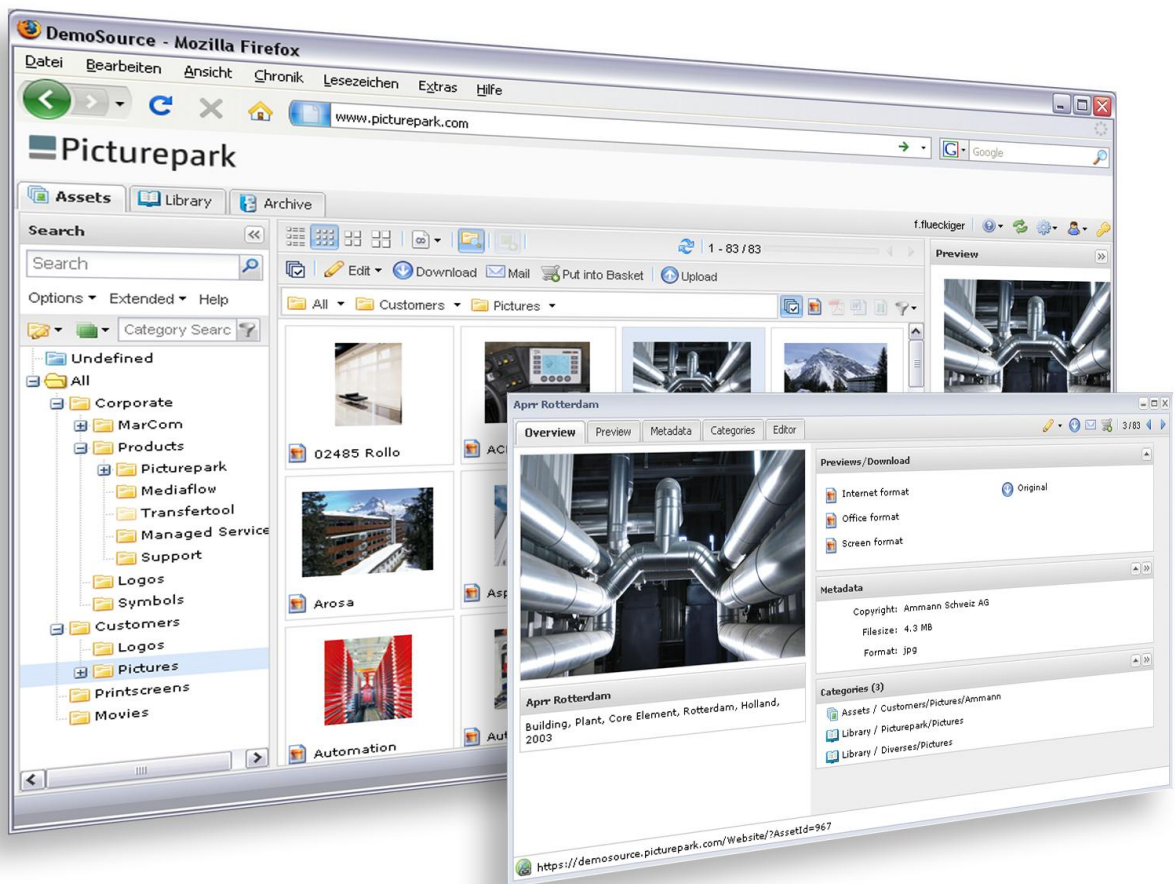 DemoSource - Mozilla Firefox
Datei Bearbeiten Ansicht Chronik Lesezeichen Extras Hilfe
www.picturepark.com
G Google
Picturepark
Assets Library Archive
f.flueckiger
Search
1 - 83 / 83
Preview
Search
Edit Download Mail Put into Basket Upload
Options Extended Help
All Customers Pictures
Category Searc
Undefined
All
Corporate
MarCom
Products
Picturepark
Mediaflow
Transfertool
Managed Service
Support
Logos
Symbols
Customers
Logos
Pictures
Printscreens
Movies
02485 Rollo
Arosa
Automation
Aprr Rotterdam
Overview Preview Metadata Categories Editor
3/83
Previews/Download
Internet format Original
Office format
Screen format
Metadata
Copyright: Ammann Schweiz AG
Filesize: 4.3 MB
Format: jpg
Categories (3)
Assets / Customers/Pictures/Ammann
Library / Picturepark/Pictures
Library / Diverses/Pictures
Aprr Rotterdam
Building, Plant, Core Element, Rotterdam, Holland,
2003
https://demosource.picturepark.com/Website/?AssetId=967